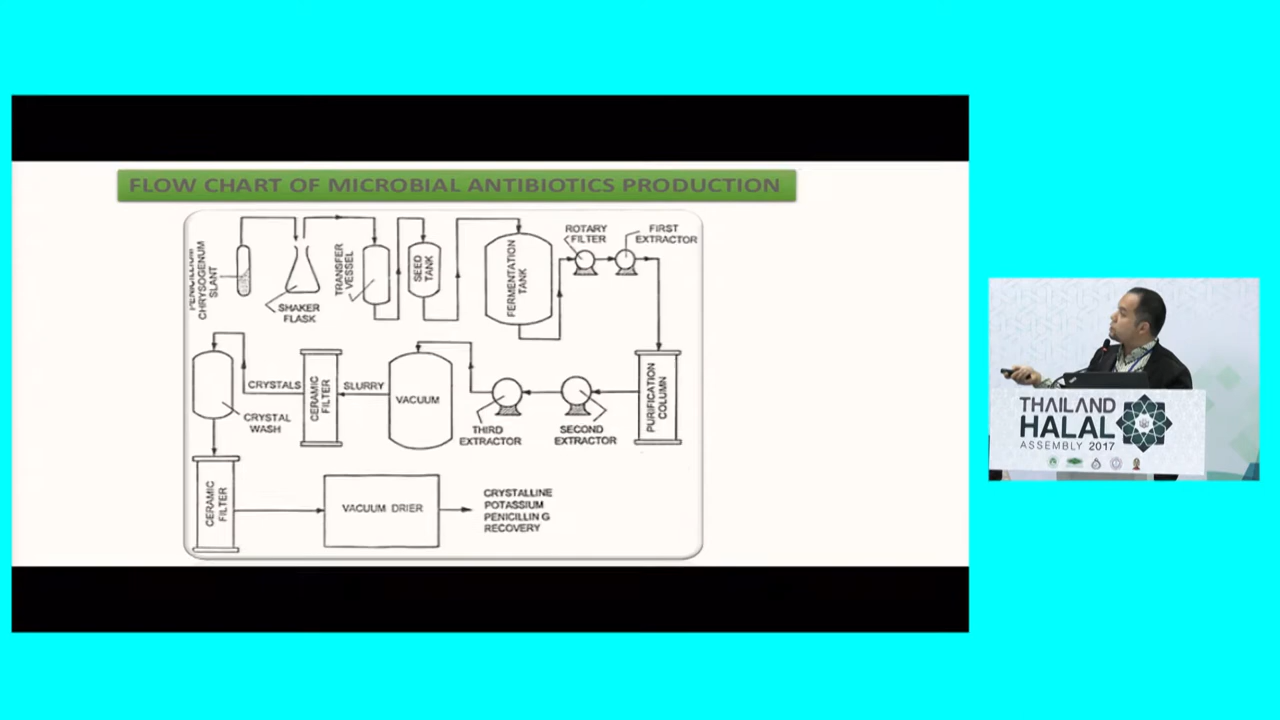 FLOW CHART OF MICROBIAL ANTIBIOTICS PRODUCTION
PENICILLIUM
CHRYSOGENUM
SLANT
SHAKER
FLASK
TRANSFER
VESSEL
SEED
TANK
FERMENTATION
TANK
ROTARY
FILTER
FIRST
EXTRACTOR
PURIFICATION
COLUMN
SECOND
EXTRACTOR
THIRD
EXTRACTOR
VACUUM
SLURRY
CERAMIC
FILTER
CRYSTALS
CRYSTAL
WASH
CERAMIC
FILTER
VACUUM DRIER
CRYSTALLINE
POTASSIUM
PENICILLIN G
RECOVERY
THAILAND
HALAL
ASSEMBLY 2017